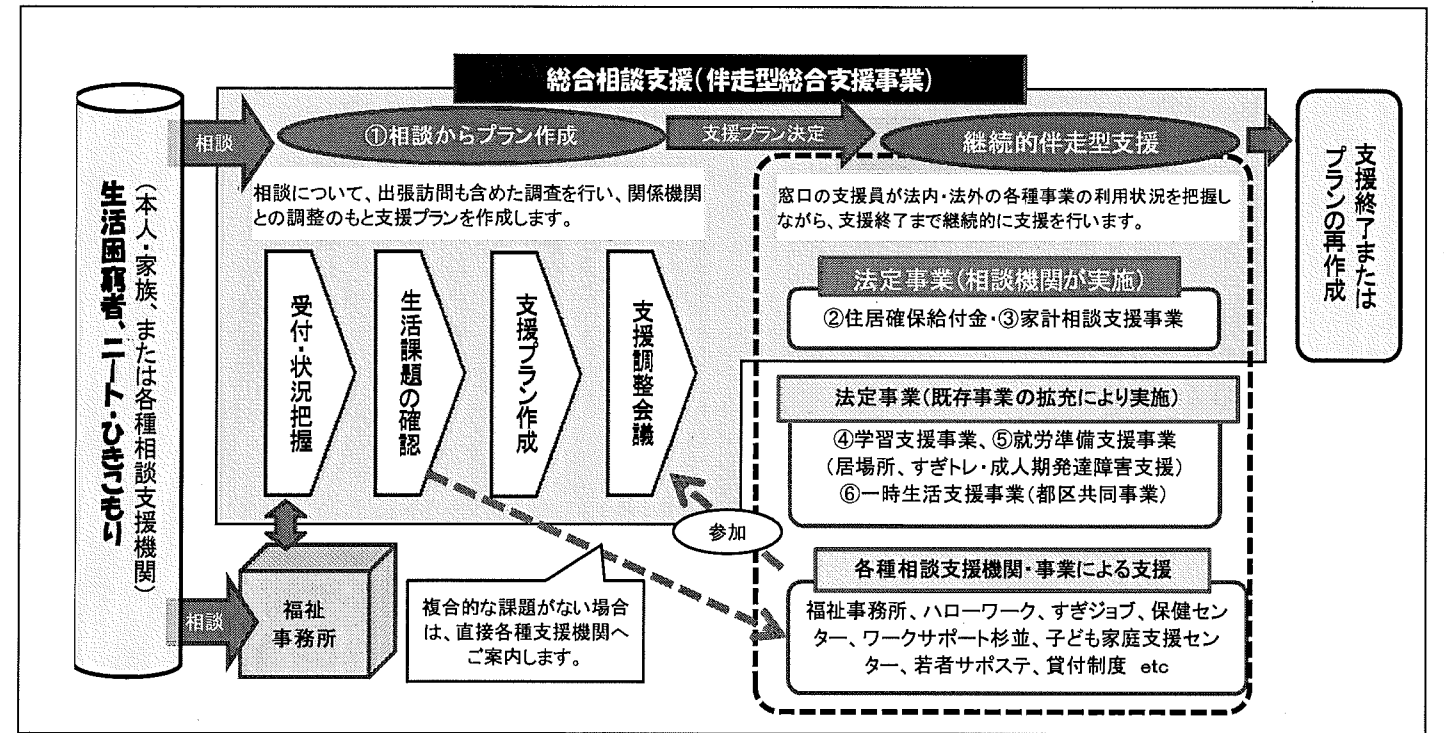 総合相談支援(伴走型総合支援事業)
生活困窮者、ニート・ひきこもり
(本人・家族、または各種相談支援機関)
相談
①相談からプラン作成
支援プラン決定
継続的伴走型支援
支援終了または
プランの再作成
相談について、出張訪問も含めた調査を行い、関係機関
との調整のもと支援プランを作成します。
窓口の支援員が法内・法外の各種事業の利用状況を把握し
ながら、支援終了まで継続的に支援を行います。
受付・状況把握
生活課題の確認
支援プラン作成
支援調整会議
法定事業(相談機関が実施)
②住居確保給付金・③家計相談支援事業
法定事業(既存事業の拡充により実施)
④学習支援事業、⑤就労準備支援事業
(居場所、すぎトレ・成人期発達障害支援)
⑥一時生活支援事業(都区共同事業)
参加
相談
福祉
事務所
複合的な課題がない場合
は、直接各種支援機関へ
ご案内します。
各種相談支援機関・事業による支援
福祉事務所、ハローワーク、すぎジョブ、保健セン
ター、ワークサポート杉並、子ども家庭支援セン
ター、若者サポステ、貸付制度 etc